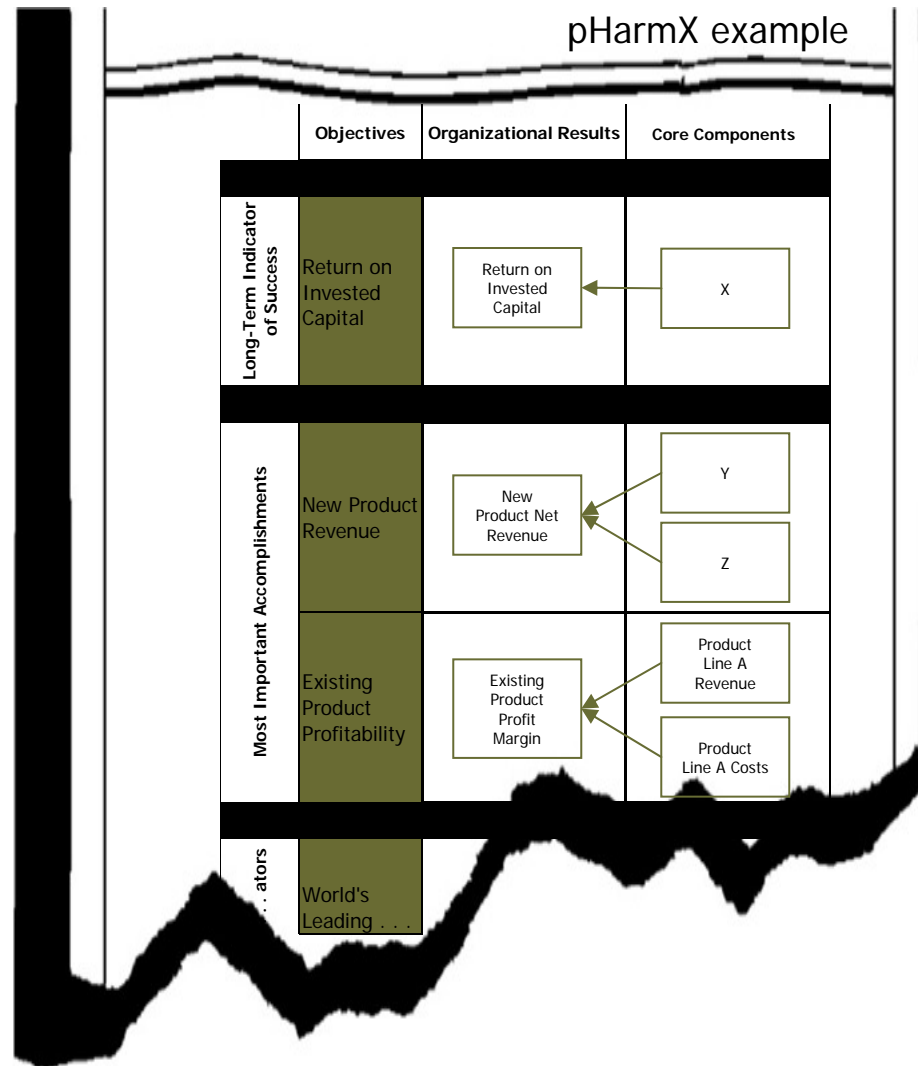 pHarmX example
Objectives
Organizational Results
Core Components
Long-Term Indicator
of Success
Return on
Invested
Capital
Return on
Invested
Capital
X
Most Important Accomplishments
New Product
Revenue
New
Product Net
Revenue
Y
Z
Existing
Product
Profitability
Existing
Product
Profit
Margin
Product
Line A
Revenue
Product
Line A Costs
. . ators
World's
Leading . . .